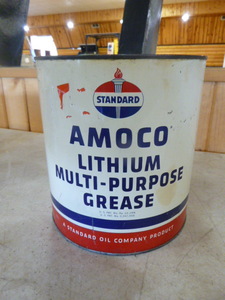 STANDARD
AMOCO
LITHIUM
MULTI-PURPOSE
GREASE
A STANDARD OIL COMPANY PRODUCT